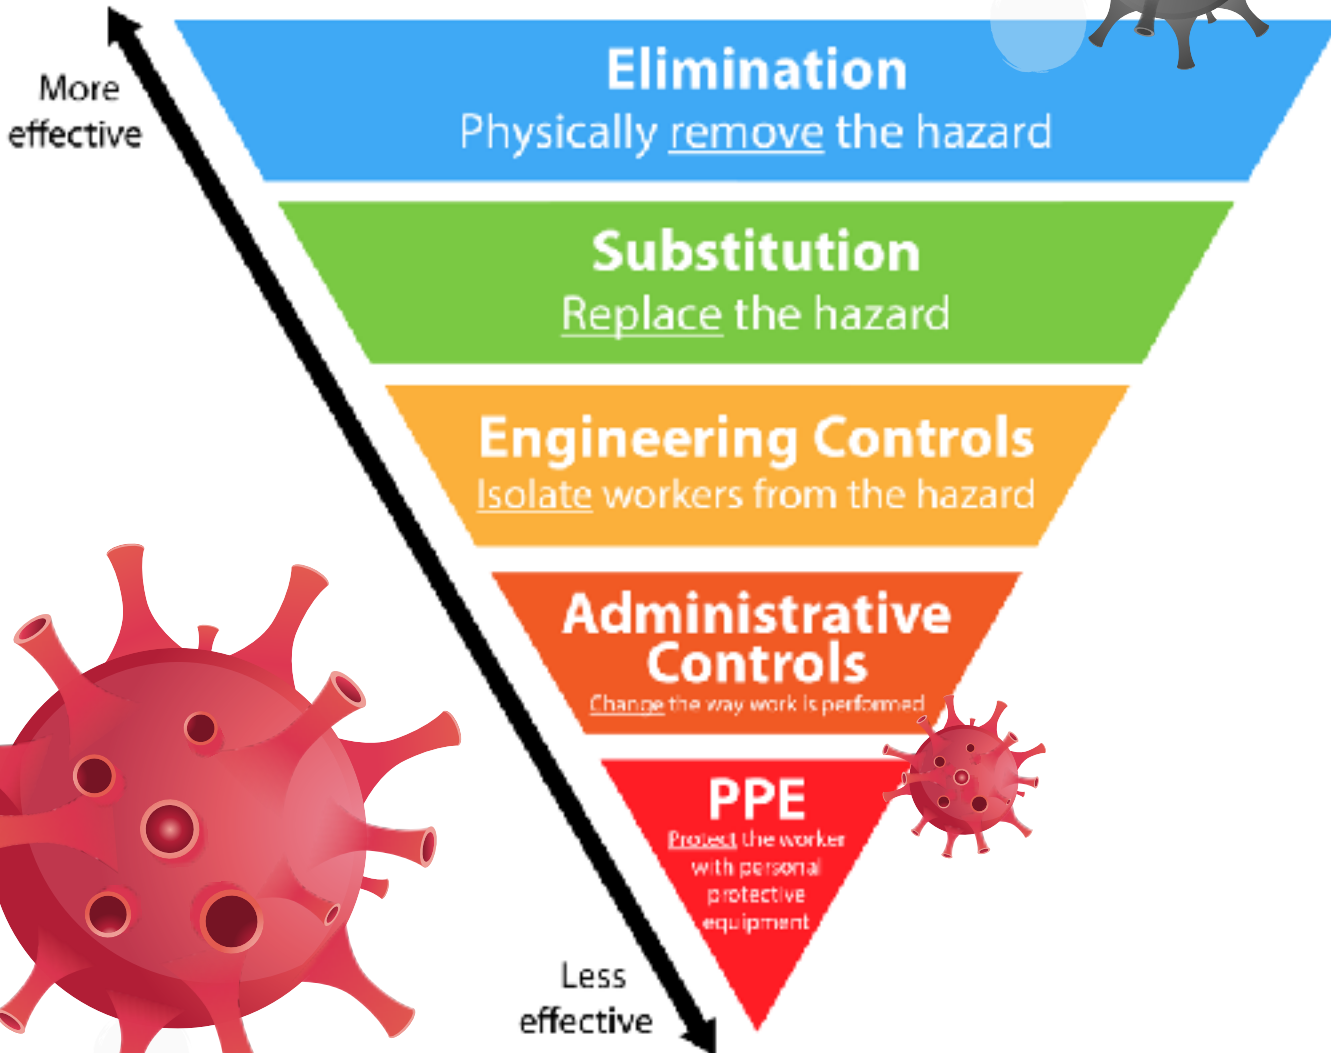 More
effective
Elimination
Physically remove the hazard
Substitution
Replace the hazard
Engineering Controls
Isolate workers from the hazard
Administrative
Controls
Change the way work is performed
PPE
Protect the worker
with personal
protective
equipment
Less
effective